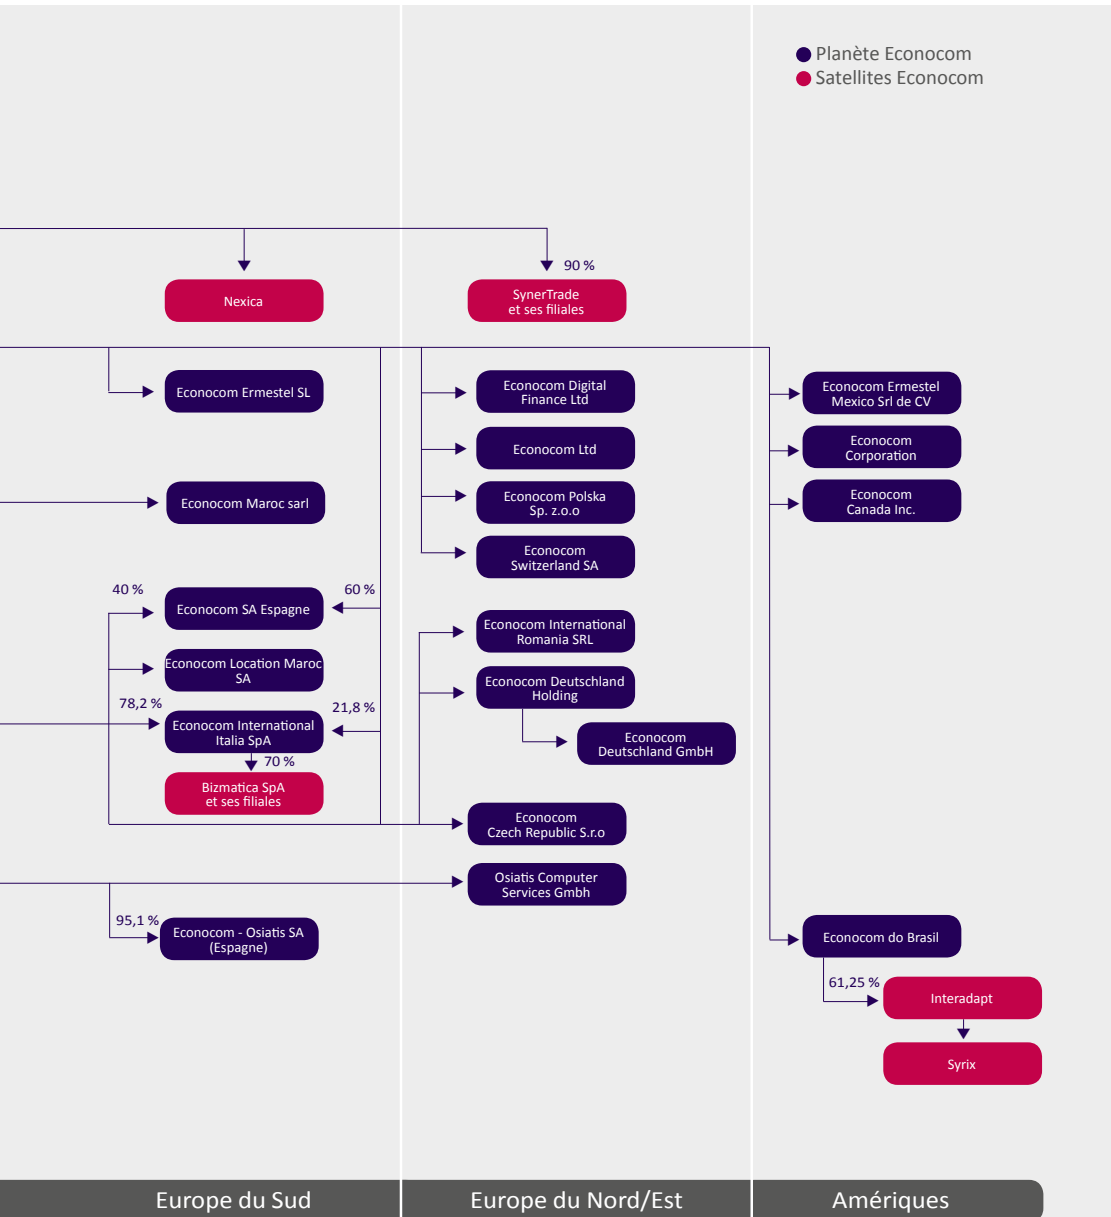 Planète Econocom
Satellites Econocom
90 %
Nexica
SynerTrade
et ses filiales
Econocom Ermestel SL
Econocom Digital
Finance Ltd
Econocom Ermestel
Mexico Srl de CV
Econocom Ltd
Econocom
Corporation
Econocom Maroc sarl
Econocom Polska
Sp. z.o.o
Econocom
Canada Inc.
Econocom
Switzerland SA
40 %
60 %
Econocom SA Espagne
Econocom International
Romania SRL
Econocom Location Maroc
SA
Econocom Deutschland
Holding
78,2 %
21,8 %
Econocom International
Italia SpA
Econocom
Deutschland GmbH
70 %
Bizmatica SpA
et ses filiales
Econocom
Czech Republic S.r.o
Osiatis Computer
Services Gmbh
95,1 %
Econocom - Osiatis SA
(Espagne)
Econocom do Brasil
61,25 %
Interadapt
Syrix
Europe du Sud
Europe du Nord/Est
Amériques